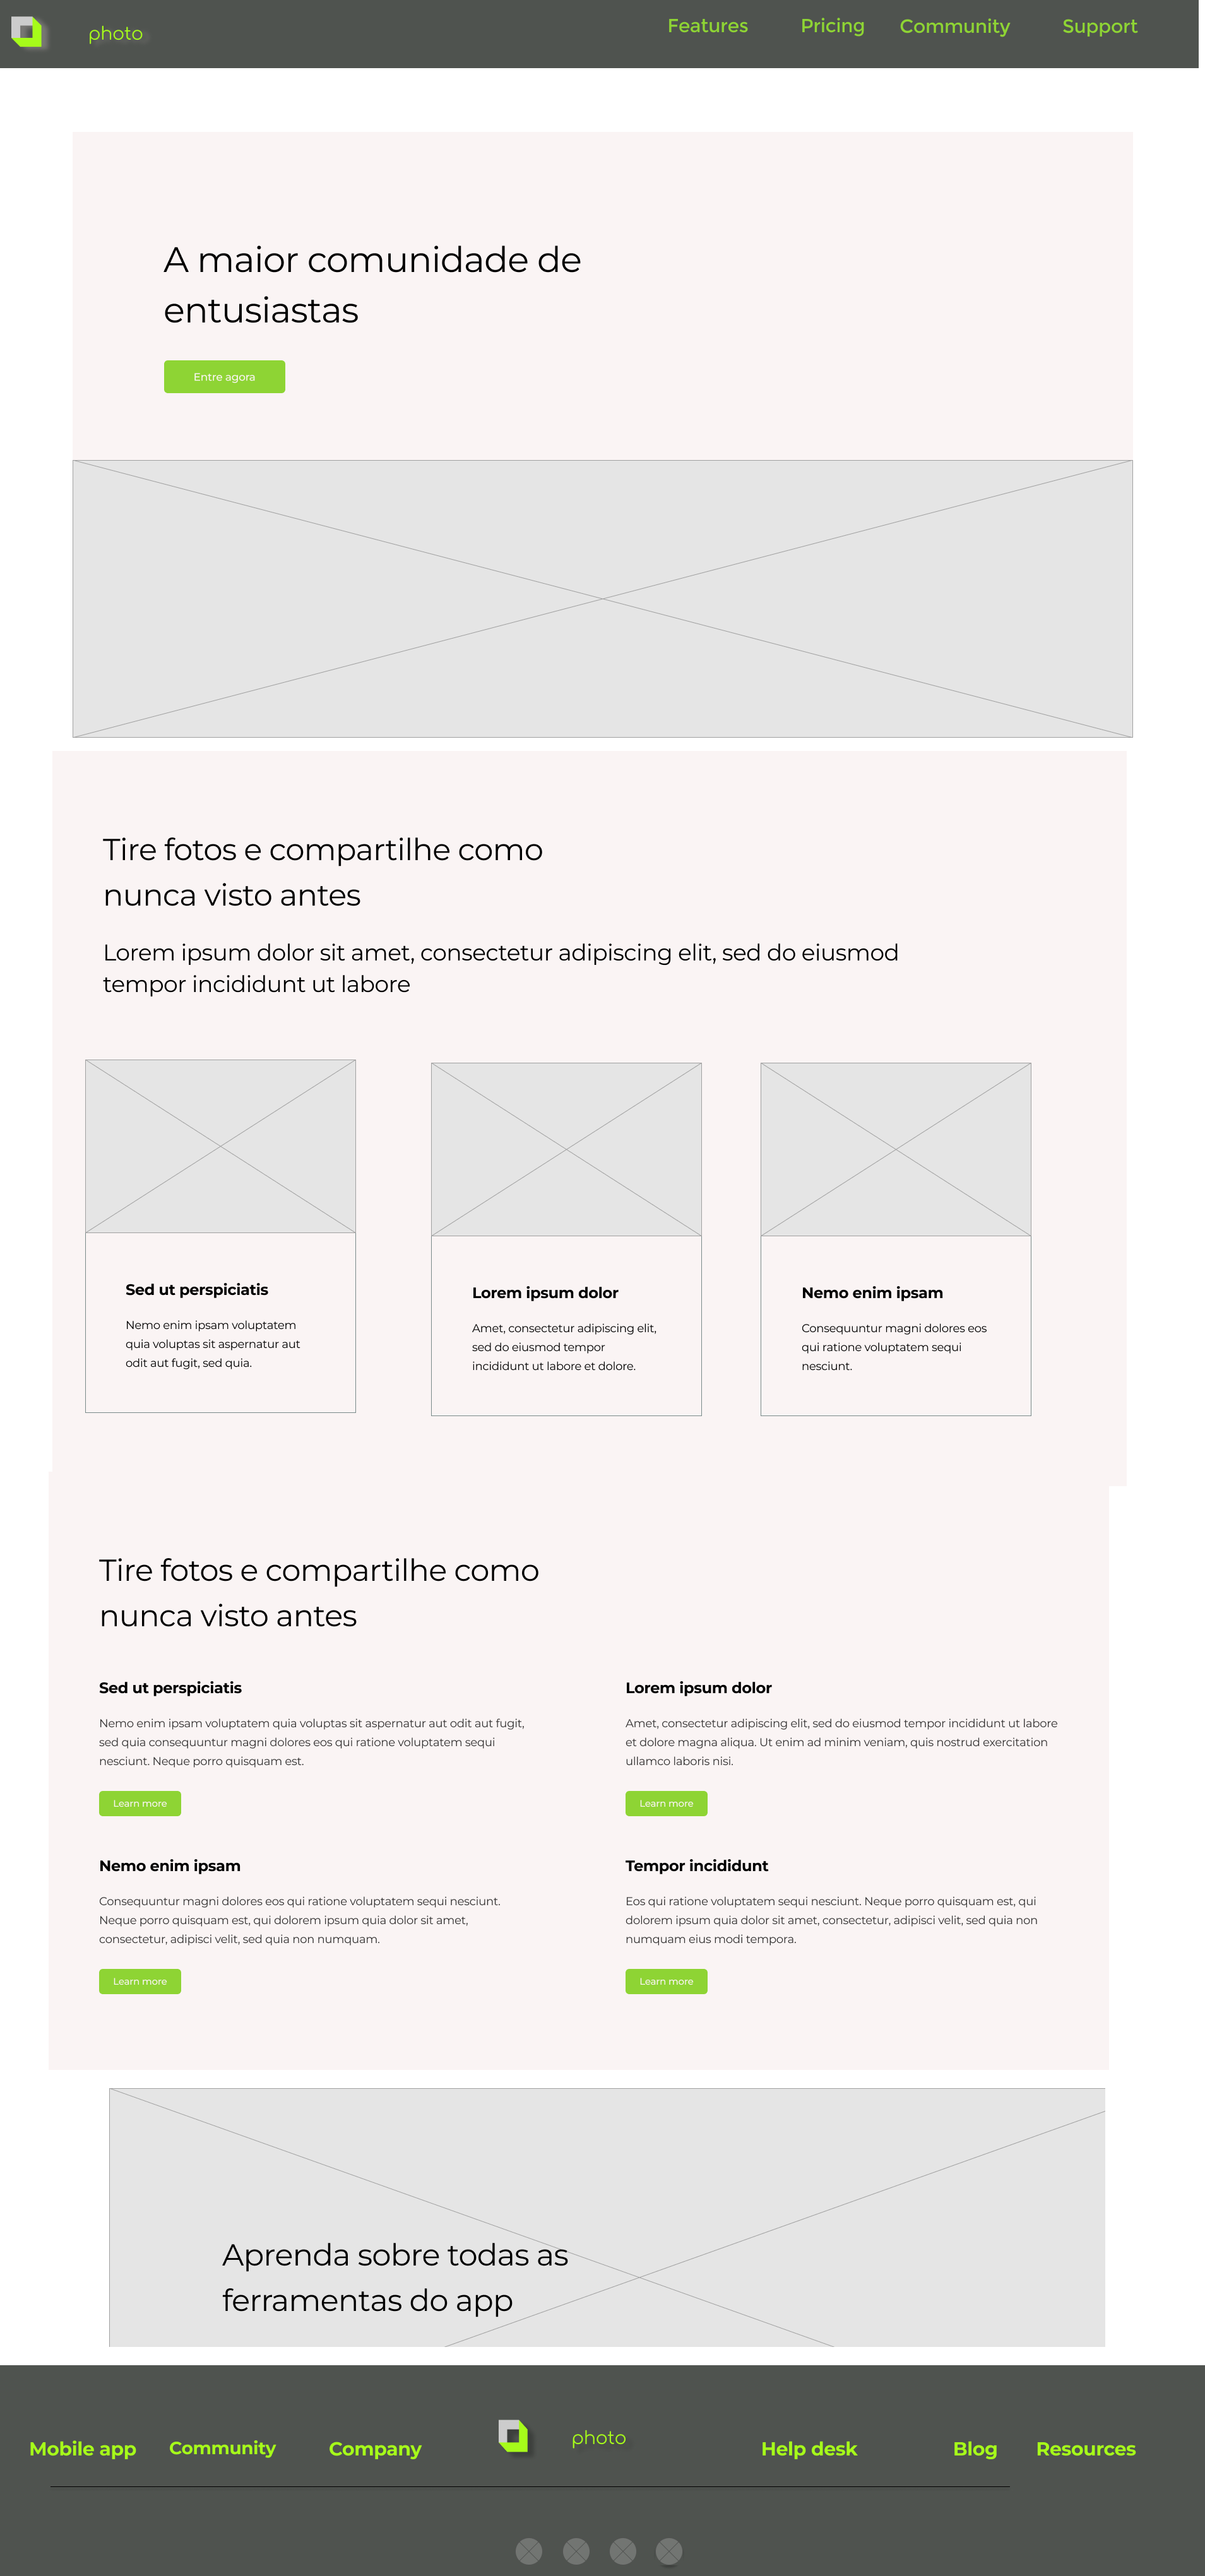 photo
Features
Pricing
Community
Support
A maior comunidade de
entusiastas
Entre agora
Tire fotos e compartilhe como
nunca visto antes
Lorem ipsum dolor sit amet, consectetur adipiscing elit, sed do eiusmod
tempor incididunt ut labore
Sed ut perspiciatis
Nemo enim ipsam voluptatem
quia voluptas sit aspernatur aut
odit aut fugit, sed quia.
Lorem ipsum dolor
Amet, consectetur adipiscing elit,
sed do eiusmod tempor
incididunt ut labore et dolore.
Nemo enim ipsam
Consequuntur magni dolores eos
qui ratione voluptatem sequi
nesciunt.
Tire fotos e compartilhe como
nunca visto antes
Sed ut perspiciatis
Nemo enim ipsam voluptatem quia voluptas sit aspernatur aut odit aut fugit,
sed quia consequuntur magni dolores eos qui ratione voluptatem sequi
nesciunt. Neque porro quisquam est.
Learn more
Lorem ipsum dolor
Amet, consectetur adipiscing elit, sed do eiusmod tempor incididunt ut labore
et dolore magna aliqua. Ut enim ad minim veniam, quis nostrud exercitation
ullamco laboris nisi.
Learn more
Nemo enim ipsam
Consequuntur magni dolores eos qui ratione voluptatem sequi nesciunt.
Neque porro quisquam est, qui dolorem ipsum quia dolor sit amet,
consectetur, adipisci velit, sed quia non numquam.
Learn more
Tempor incididunt
Eos qui ratione voluptatem sequi nesciunt. Neque porro quisquam est, qui
dolorem ipsum quia dolor sit amet, consectetur, adipisci velit, sed quia non
numquam eius modi tempora.
Learn more
Aprenda sobre todas as
ferramentas do app
Mobile app
Community
Company
photo
Help desk
Blog
Resources